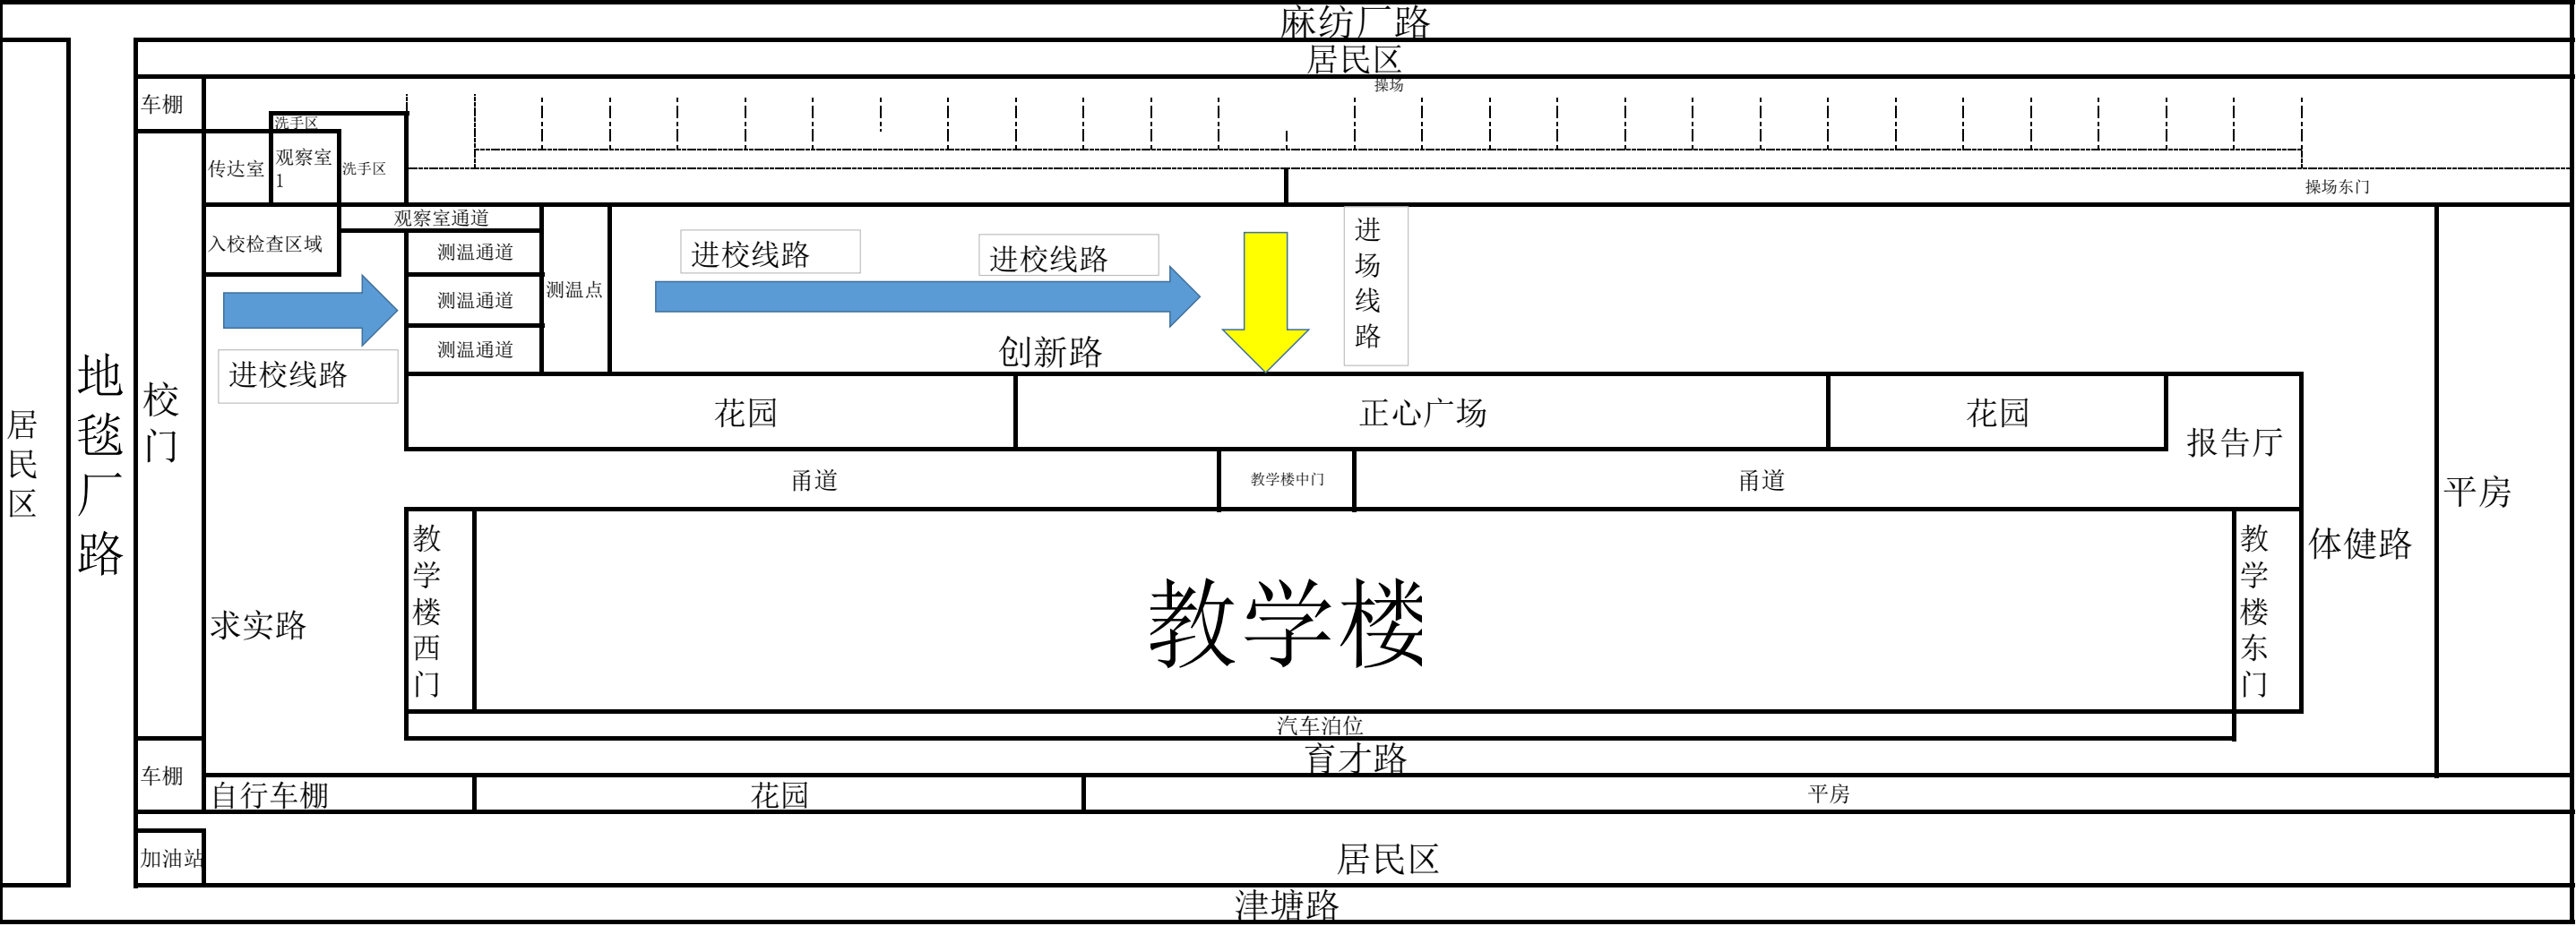 麻纺厂路
居民区
操场
车棚
洗手区
传达室
观察室
1
洗手区
操场东门
观察室通道
入校检查区域
测温通道
测温通道
测温通道
测温点
进校线路
进校线路
进校线路
进场线路
创新路
居民区
地毯厂路
校门
花园
正心广场
花园
报告厅
甬道
教学楼中门
甬道
平房
教学楼西门
教学楼
教学楼东门
体健路
求实路
汽车泊位
育才路
车棚
自行车棚
花园
平房
加油站
居民区
津塘路